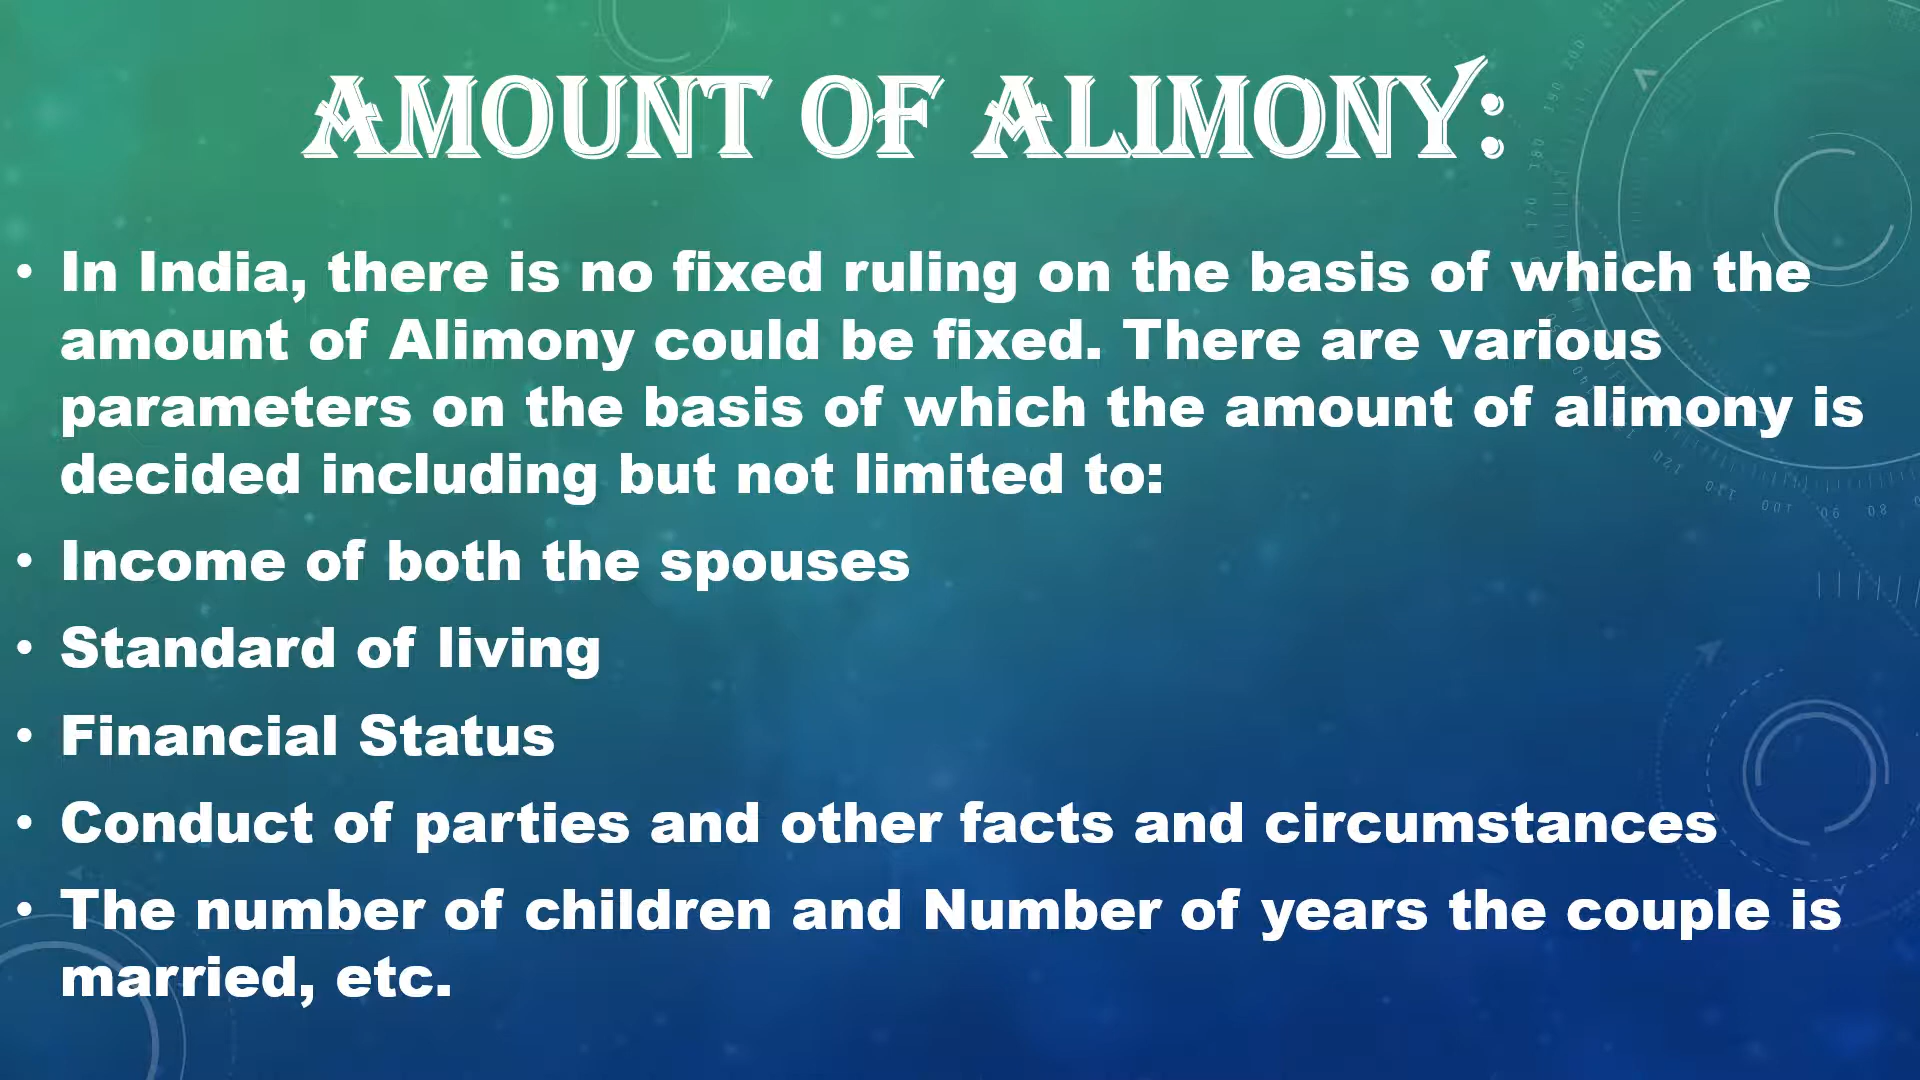 AMOUNT OF ALIMONY:
• In India, there is no fixed ruling on the basis of which the
amount of Alimony could be fixed. There are various
parameters on the basis of which the amount of alimony is
decided including but not limited to:
• Income of both the spouses
• Standard of living
• Financial Status
• Conduct of parties and other facts and circumstances
• The number of children and Number of years the couple is
married, etc.